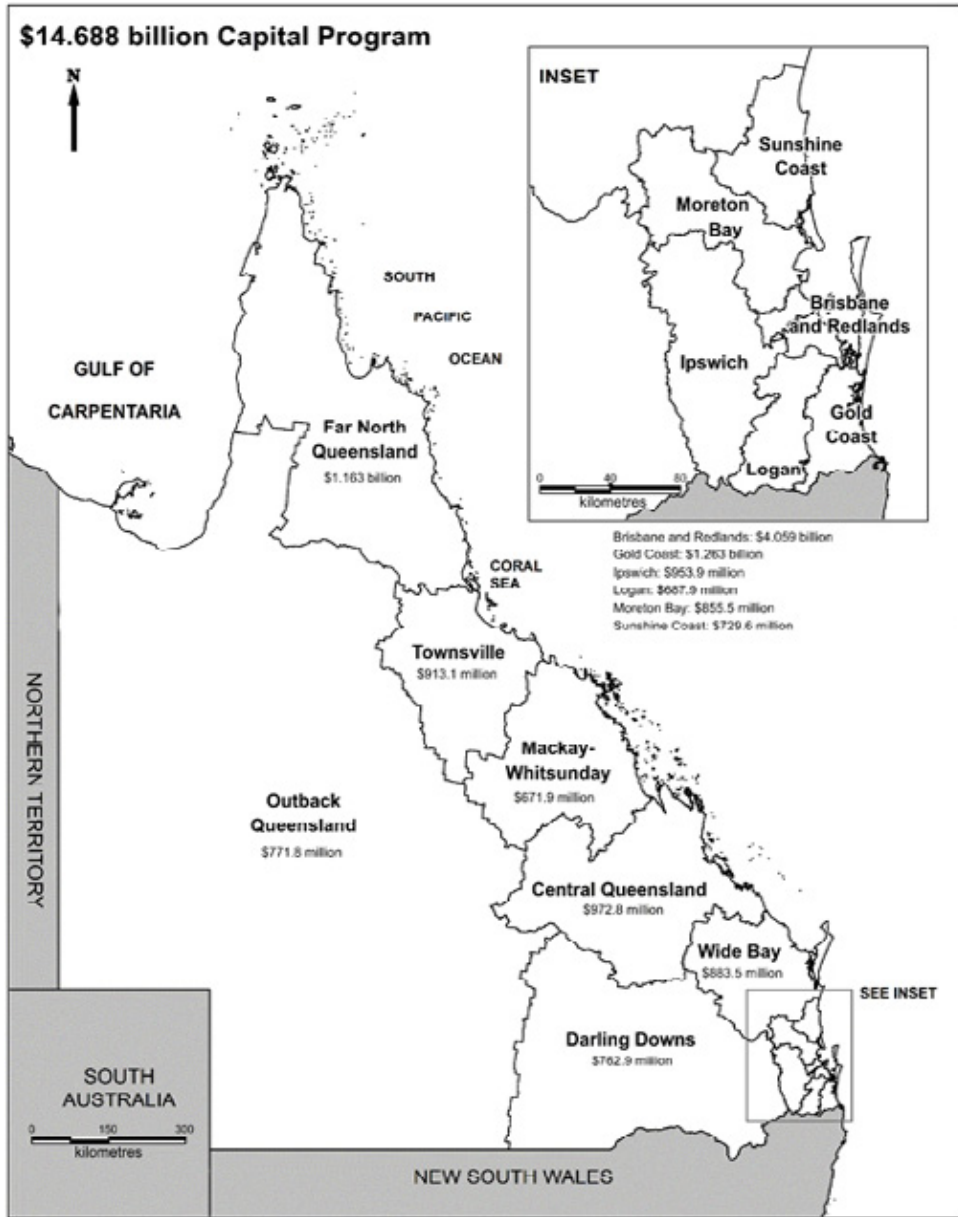 $14.688 billion Capital Program
N
INSET
Sunshine
Coast
Moreton
Bay
Brisbane
and Redlands
Ipswich
Gold
Coast
Logan
0 40 80
kilometres
SOUTH
PACIFIC
OCEAN
GULF OF
CARPENTARIA
Far North
Queensland
$1.163 billion
Brisbane and Redlands: $4.059 billion
Gold Coast: $1.263 billion
Ipswich: $953.9 million
Logan: $687.9 million
Moreton Bay: $855.5 million
Sunshine Coast: $729.6 million
CORAL
SEA
Townsville
$913.1 million
Mackay-
Whitsunday
$671.9 million
Outback
Queensland
$771.8 million
Central Queensland
$972.8 million
Wide Bay
$883.5 million
SEE INSET
Darling Downs
$762.9 million
NORTHERN TERRITORY
SOUTH
AUSTRALIA
0 150 300
kilometres
NEW SOUTH WALES